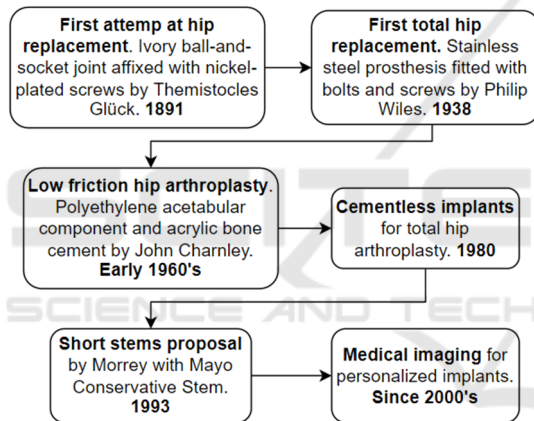 First attemp at hip
replacement. Ivory ball-and-
socket joint affixed with nickel-
plated screws by Themistocles
Glück. 1891
First total hip
replacement. Stainless
steel prosthesis fitted with
bolts and screws by Philip
Wiles. 1938
Low friction hip arthroplasty.
Polyethylene acetabular
component and acrylic bone
cement by John Charnley.
Early 1960's
Cementless implants
for total hip
arthroplasty. 1980
Short stems proposal
by Morrey with Mayo
Conservative Stem.
1993
Medical imaging for
personalized implants.
Since 2000's
SCIENCE AND TECH